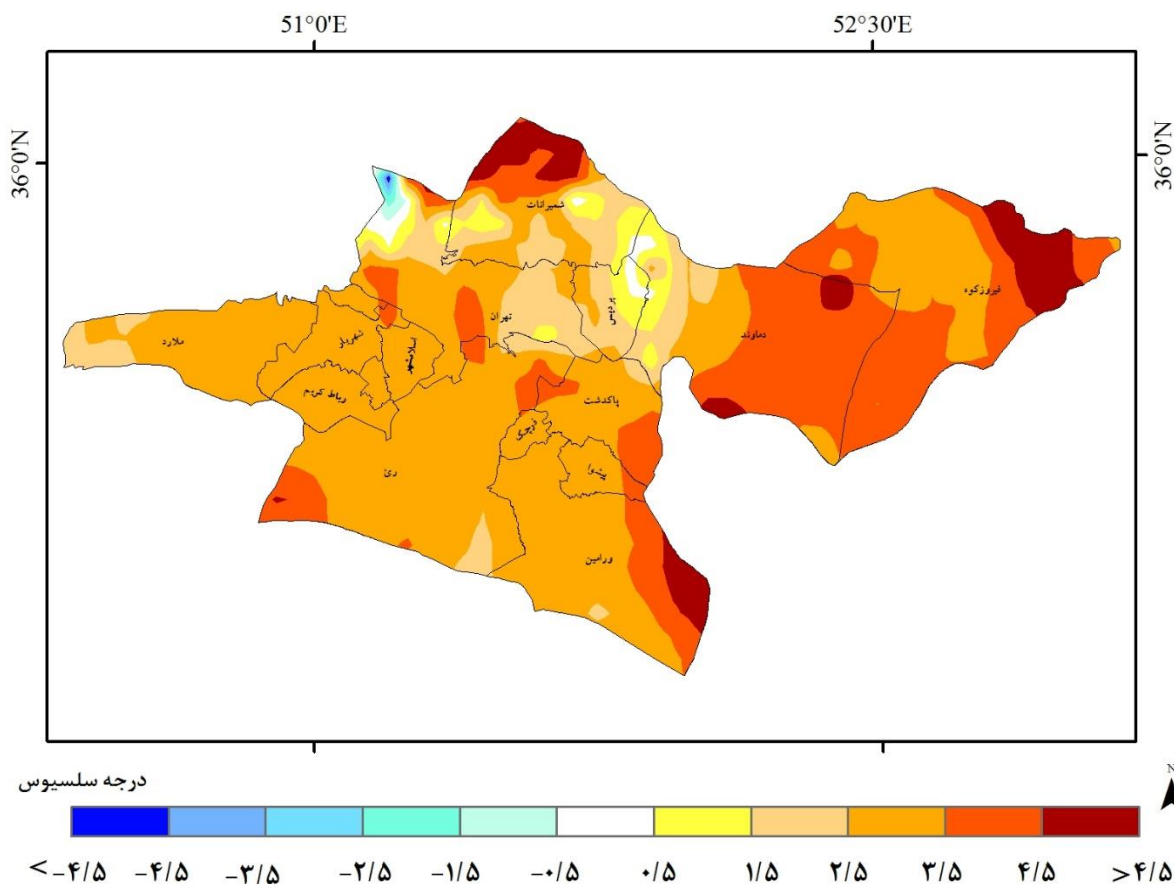 51°0'E 52°30'E
36°0'N 36°0'N
شمیرانات
فیروزکوه
پردیس
تهران
دماوند
ملارد
شهریار
رباط کریم
پاکدشت
ری
پیشوا
ورامین
درجه سلسیوس
N
<-۴/۵ -۴/۵ -۳/۵ -۲/۵ -۱/۵ -۰/۵ ۰/۵ ۱/۵ ۲/۵ ۳/۵ ۴/۵ >۴/۵